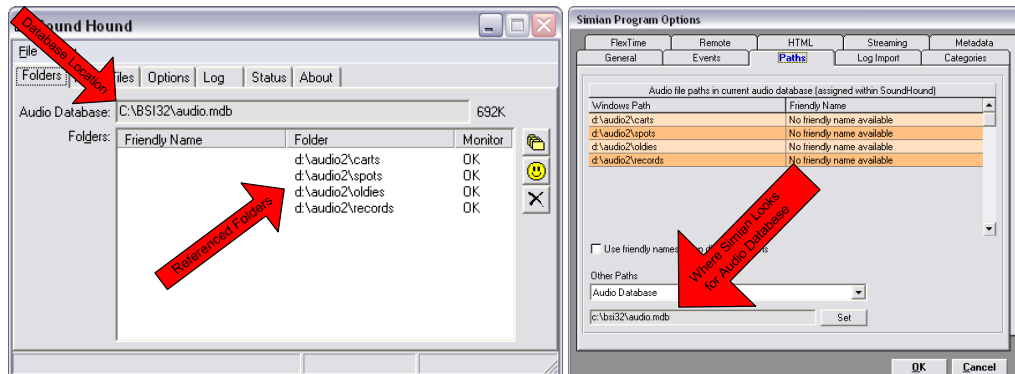 Sound Hound
File
Folders
Files
Options
Log
Status
About
Database Location
Audio Database:
C:\BSI32\audio.mdb
692K
Folders:
Friendly Name
Folder
Monitor
d:\audio2\carts
OK
d:\audio2\spots
OK
d:\audio2\oldies
OK
d:\audio2\records
OK
Referenced Folders
Simian Program Options
FlexTime
Remote
HTML
Streaming
Metadata
General
Events
Paths
Log Import
Categories
Audio file paths in current audio database (assigned within SoundHound)
Windows Path
Friendly Name
d:\audio2\carts
No friendly name available
d:\audio2\spots
No friendly name available
d:\audio2\oldies
No friendly name available
d:\audio2\records
No friendly name available
Where Simian Looks
for Audio Database
Use friendly names
Other Paths
Audio Database
c:\bsi32\audio.mdb
Set
OK
Cancel